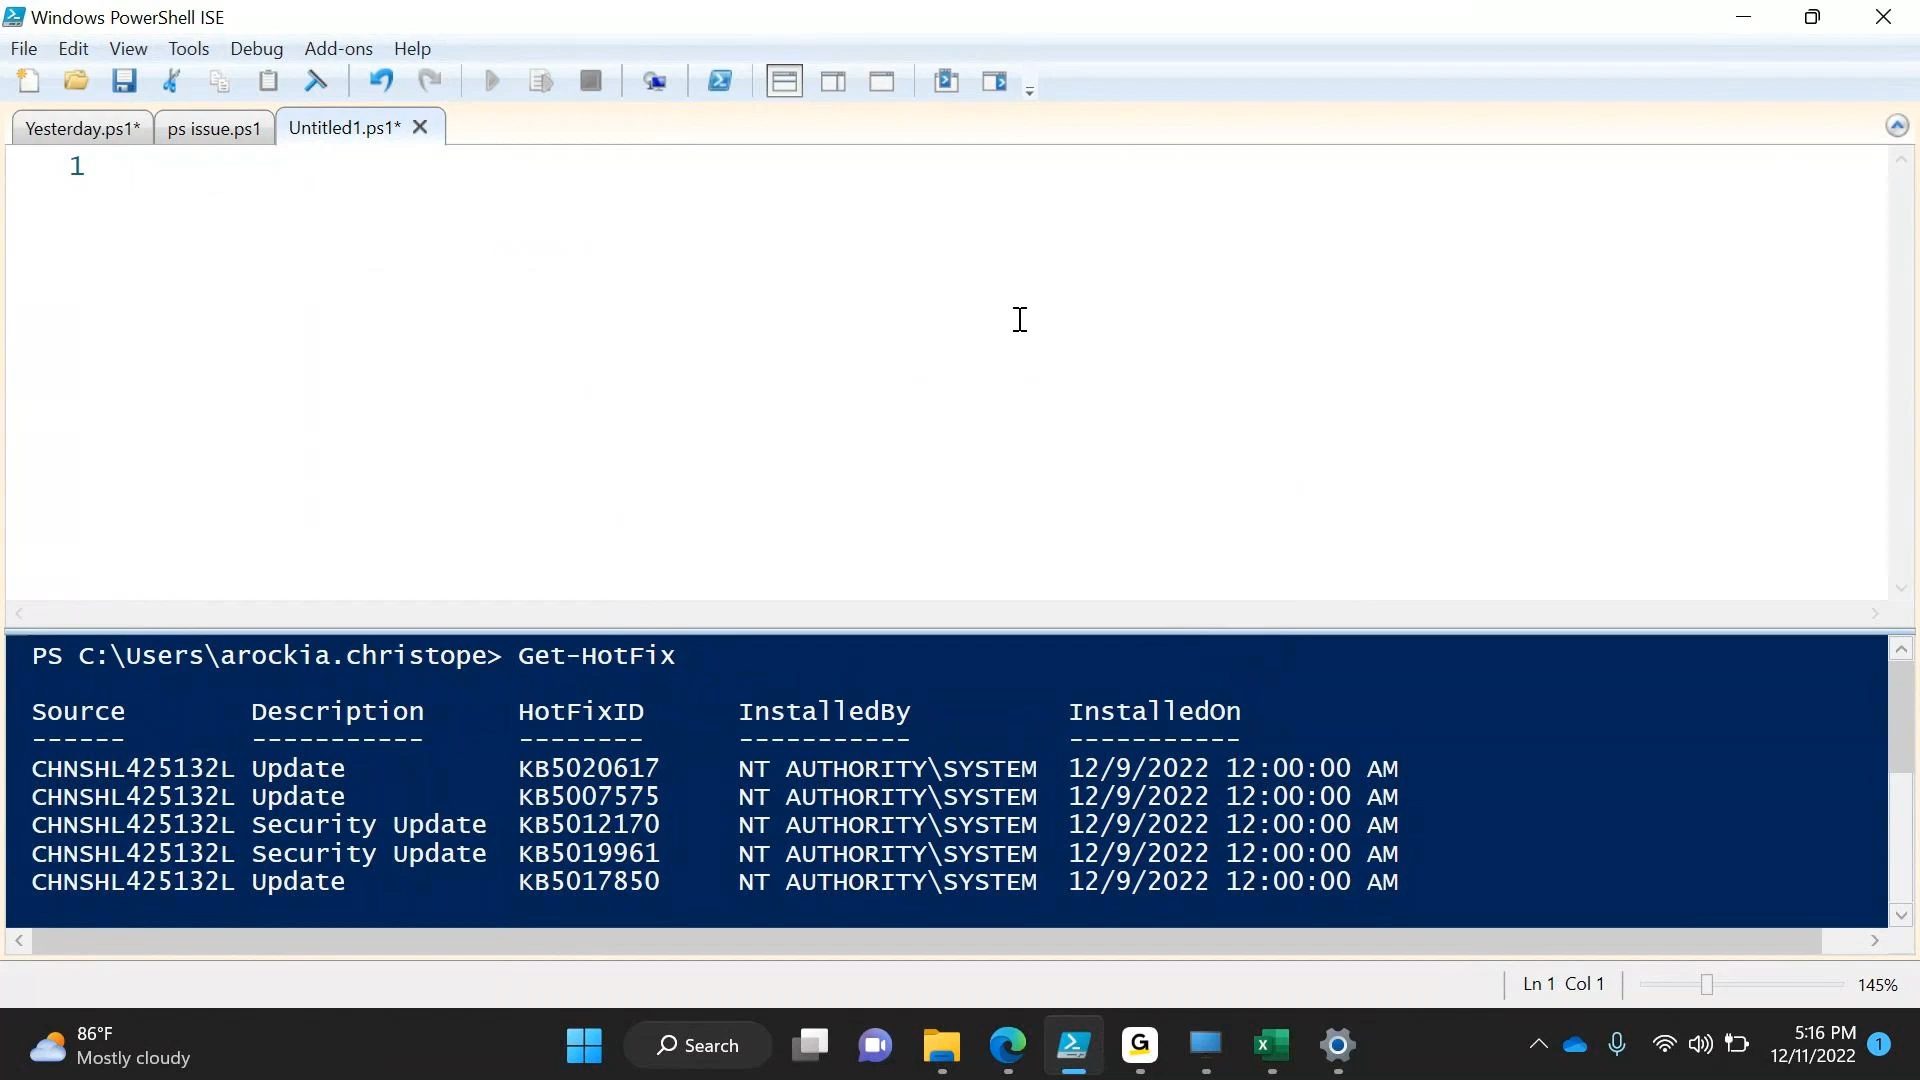 Windows PowerShell ISE
File Edit View Tools Debug Add-ons Help
Yesterday.ps1* ps issue.ps1 Untitled1.ps1*
1
PS C:\Users\arockia.christope> Get-HotFix
Source Description HotFixID InstalledBy InstalledOn
------ ----------- -------- ----------- -----------
CHNSHL425132L Update KB5020617 NT AUTHORITY\SYSTEM 12/9/2022 12:00:00 AM
CHNSHL425132L Update KB5007575 NT AUTHORITY\SYSTEM 12/9/2022 12:00:00 AM
CHNSHL425132L Security Update KB5012170 NT AUTHORITY\SYSTEM 12/9/2022 12:00:00 AM
CHNSHL425132L Security Update KB5019961 NT AUTHORITY\SYSTEM 12/9/2022 12:00:00 AM
CHNSHL425132L Update KB5017850 NT AUTHORITY\SYSTEM 12/9/2022 12:00:00 AM
Ln 1 Col 1 145%
86°F
Mostly cloudy
Search
G
X
5:16 PM
12/11/2022
1